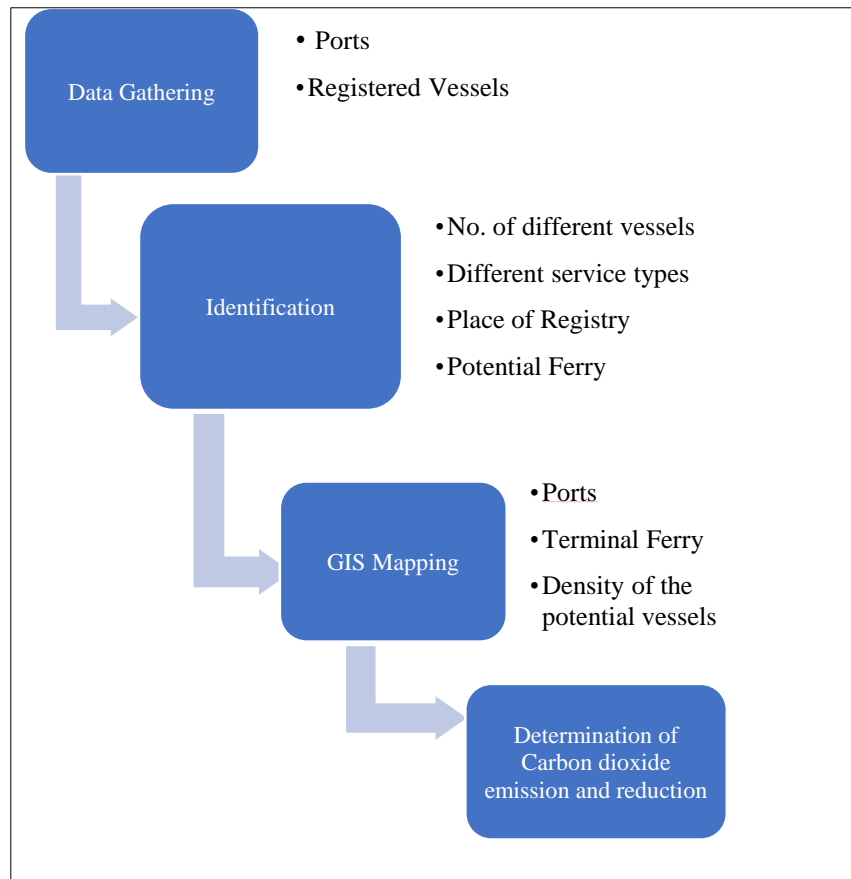 Data Gathering
• Ports
•Registered Vessels
Identification
•No. of different vessels
•Different service types
•Place of Registry
•Potential Ferry
GIS Mapping
•Ports
•Terminal Ferry
•Density of the
potential vessels
Determination of
Carbon dioxide
emission and reduction